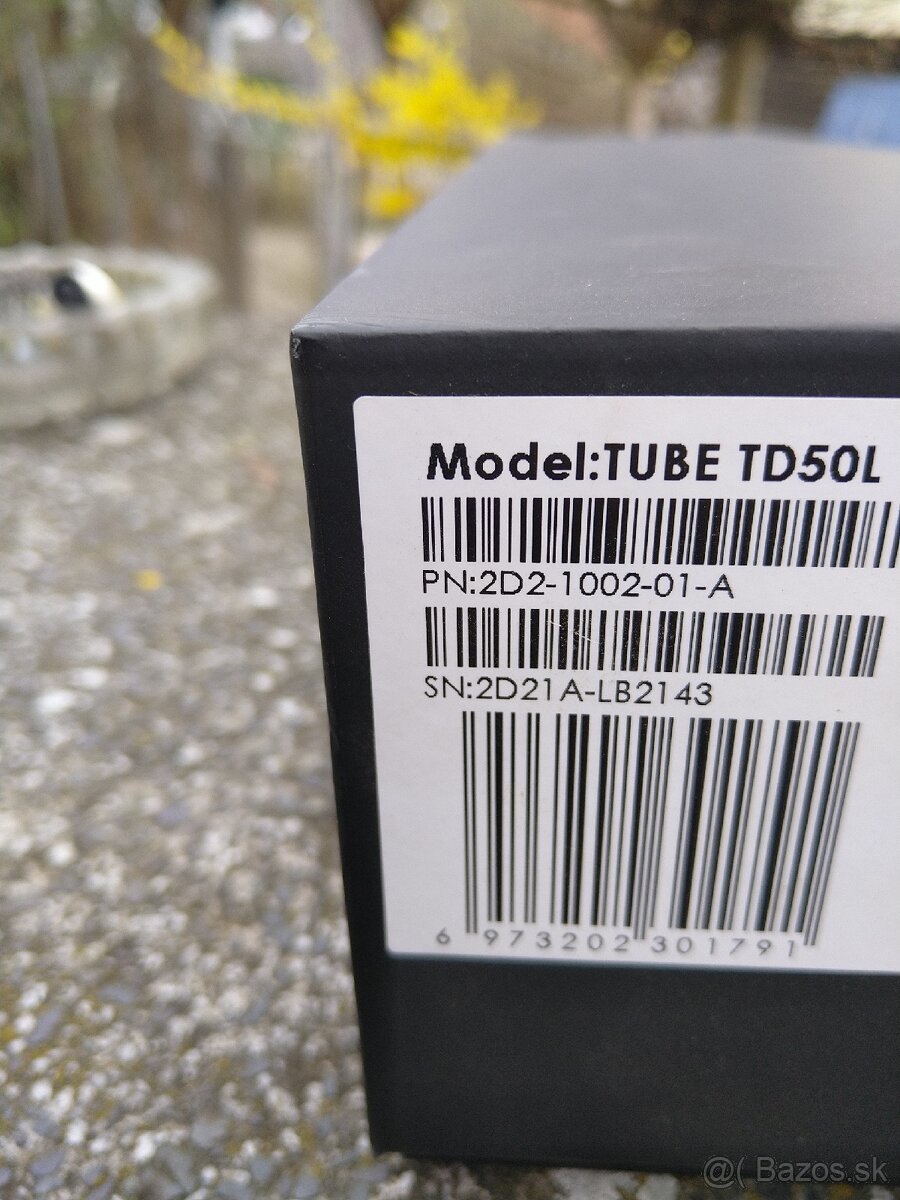 Model:TUBE TD50L
PN:2D2-1002-01-A
SN:2D21A-LB2143
6 973202 301791
@( Bazos.sk